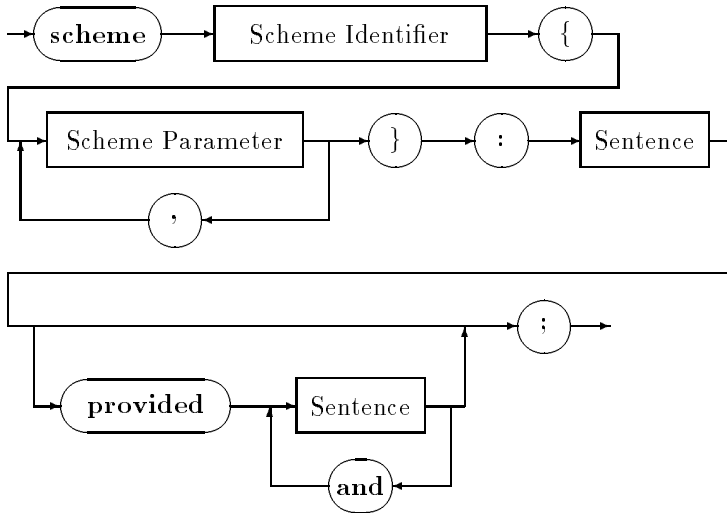 scheme Scheme Identifier {
Scheme Parameter } : Sentence
,
;
provided Sentence
and